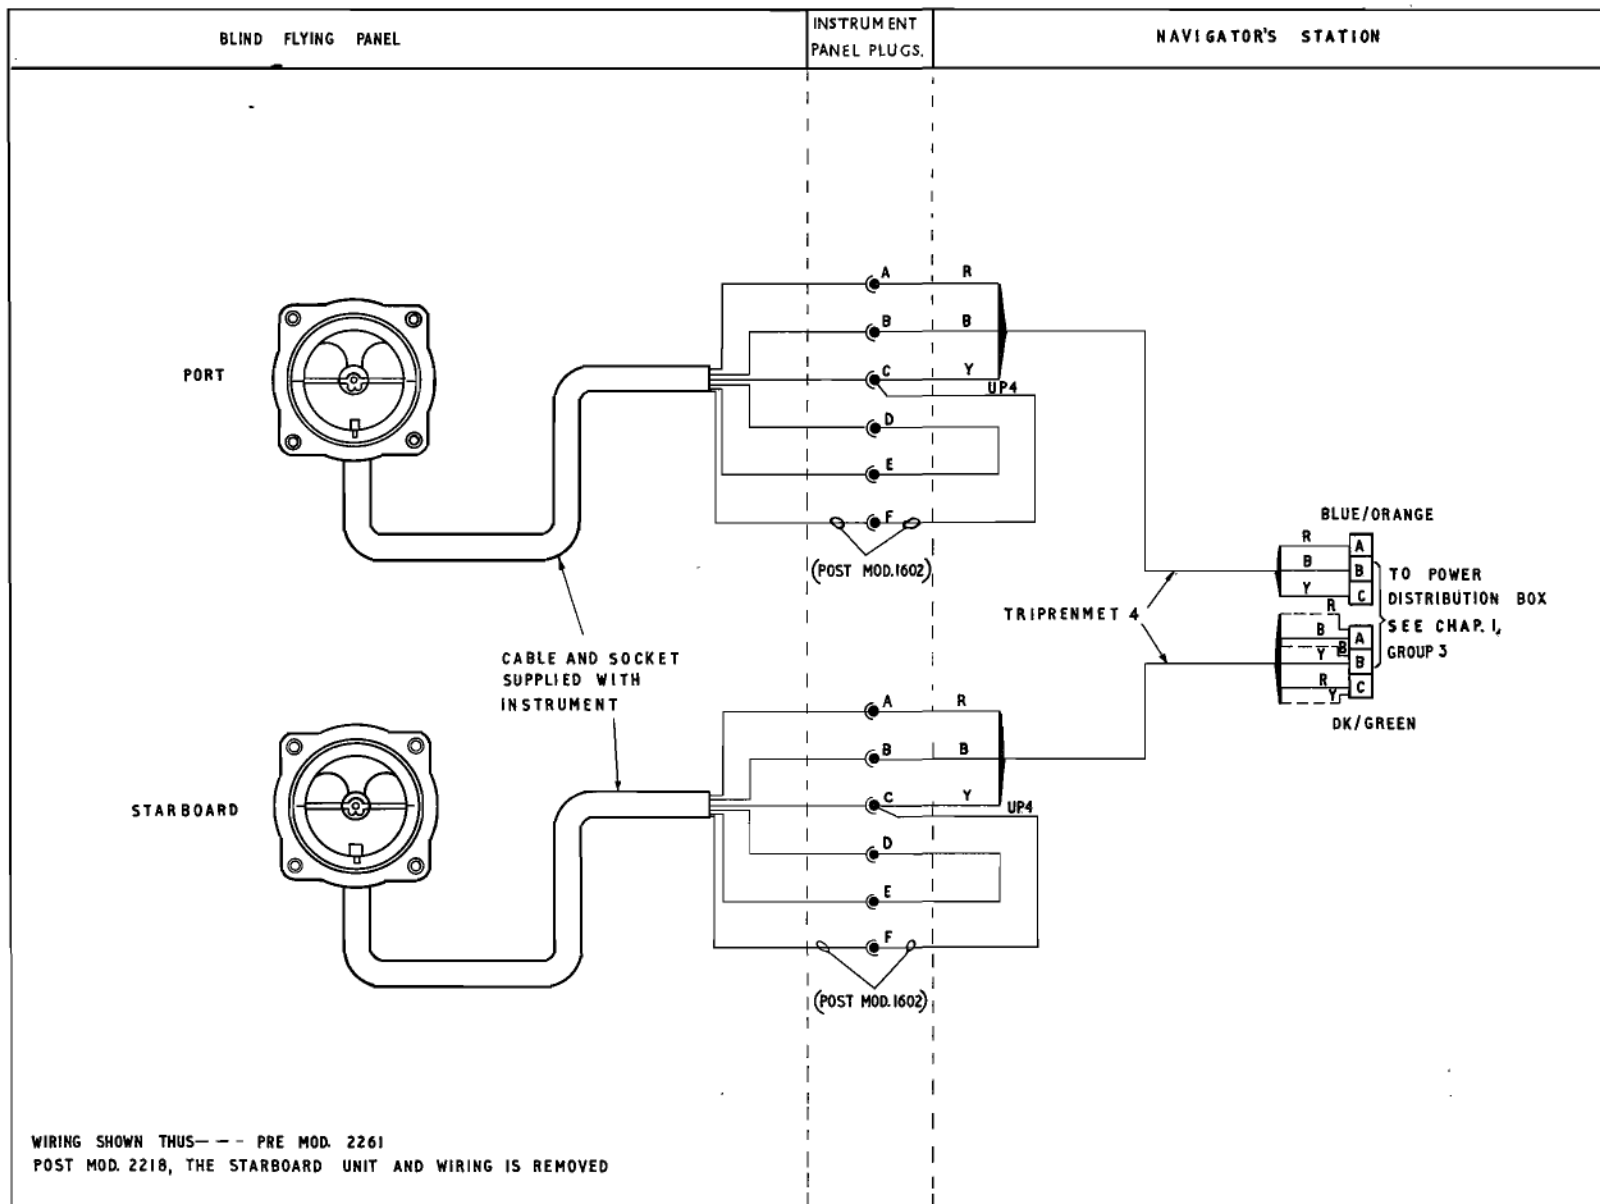 BLIND FLYING PANEL
INSTRUMENT
PANEL PLUGS.
NAVIGATOR'S STATION
PORT
A R
B B
C Y
UP4
D
E
F
(POST MOD.1602)
BLUE/ORANGE
R A
B B
Y C
TO POWER
DISTRIBUTION BOX
SEE CHAP. 1,
GROUP 3
TRIPRENMET 4
R
B A
B
Y B
R C
Y
DK/GREEN
CABLE AND SOCKET
SUPPLIED WITH
INSTRUMENT
STARBOARD
A R
B B
C Y
UP4
D
E
F
(POST MOD.1602)
WIRING SHOWN THUS--- PRE MOD. 2261
POST MOD. 2218, THE STARBOARD UNIT AND WIRING IS REMOVED